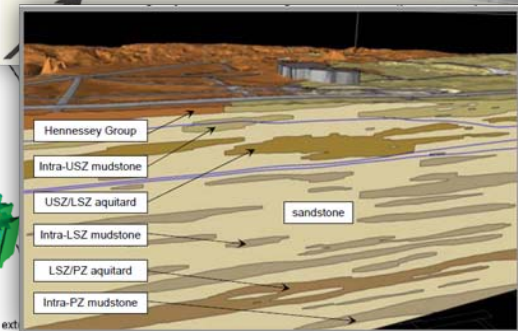 Hennessey Group
Intra-USZ mudstone
USZ/LSZ aquitard
sandstone
Intra-LSZ mudstone
LSZ/PZ aquitard
Intra-PZ mudstone